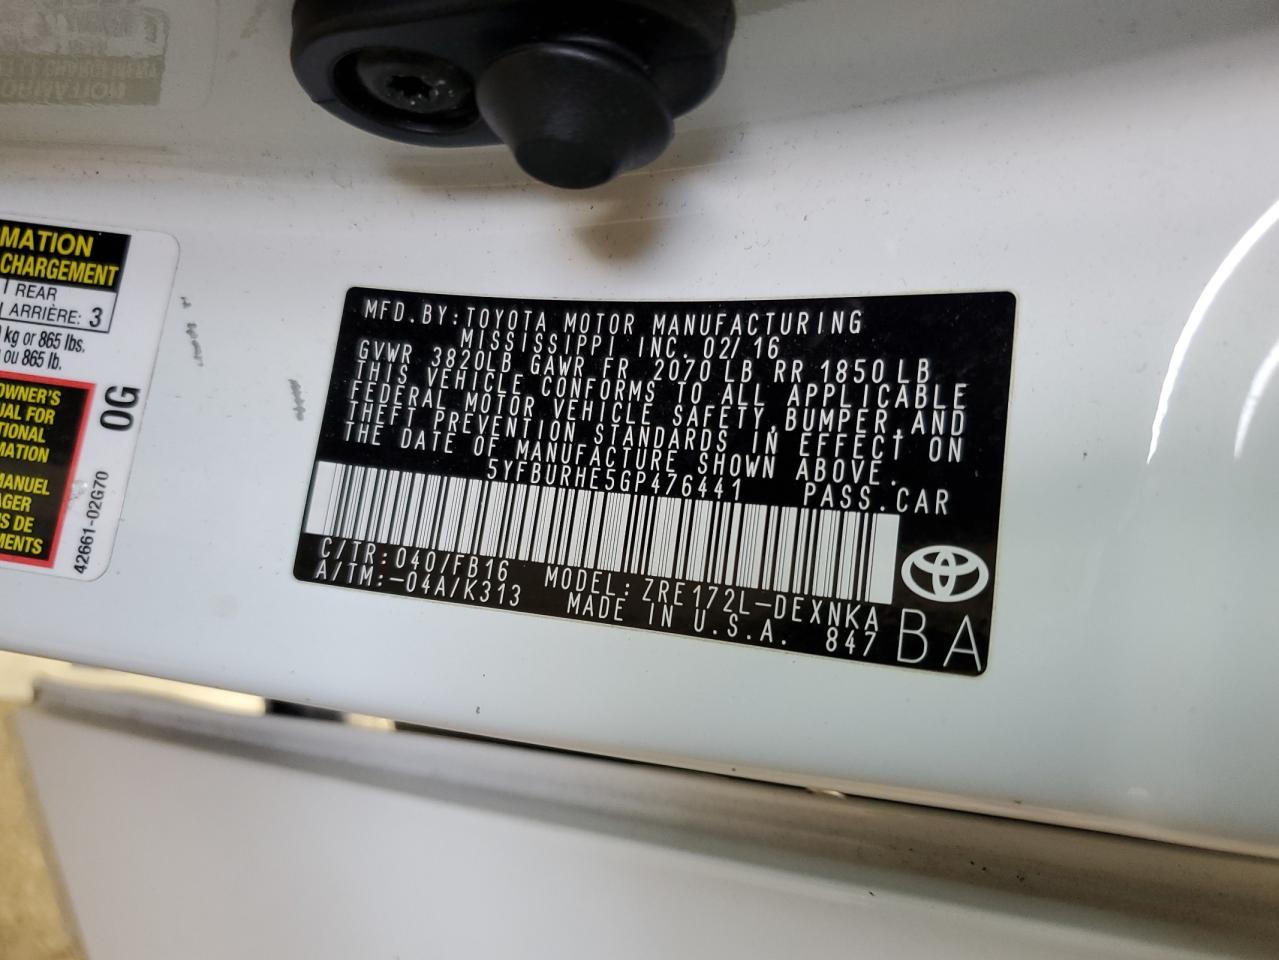 MATION
CHARGEMENT
REAR
ARRIÈRE: 3
kg or 865 lbs.
ou 865 lb.
OWNER'S
UAL FOR
TIONAL
MATION
MANUEL
AGER
S DE
MENTS
0G
42661-02G70
MFD.BY:TOYOTA MOTOR MANUFACTURING
MISSISSIPPI INC. 02/16
GVWR 3820LB GAWR FR 2070LB RR 1850LB
THIS VEHICLE CONFORMS TO ALL APPLICABLE
FEDERAL MOTOR VEHICLE SAFETY,BUMPER,AND
THEFT PREVENTION STANDARDS IN EFFECT ON
THE DATE OF MANUFACTURE SHOWN ABOVE.
5YFBURHE5GP476441 PASS.CAR
C/TR:040/FB16 MODEL:ZRE172L-DEXNKA
A/TM:-04A/K313 MADE IN U.S.A. 847
BA